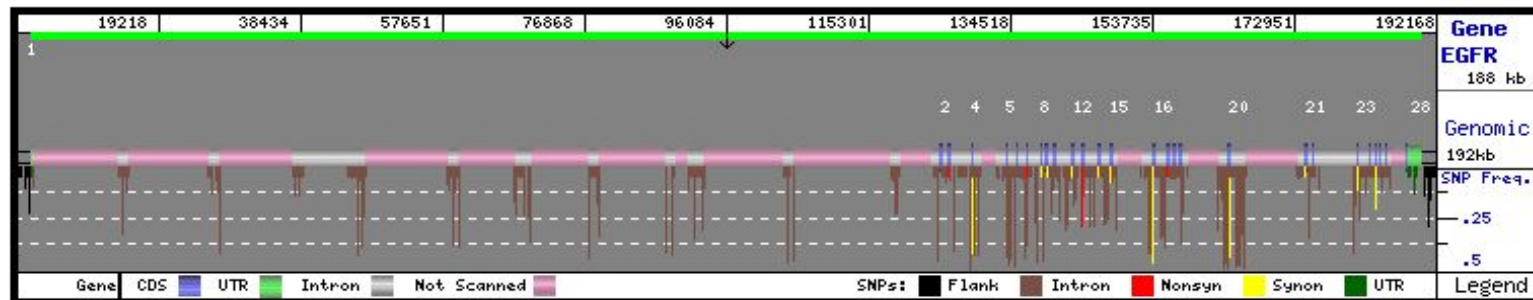 19218 38434 57651 76868 96084 115301 134518 153735 172951 192168
Gene
EGFR
188 kb
1
2 4 5 8 12 15 16 20 21 23 28
Genomic
192kb
SNP Freq.
.25
.5
Gene CDS UTR Intron Not Scanned SNPs: Flank Intron Nonsyn Synon UTR Legend